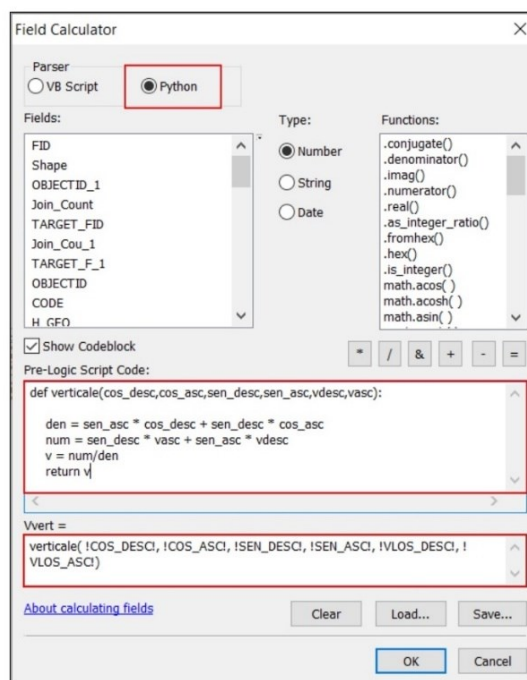 Field Calculator
Parser
VB Script
Python
Fields:
Type:
Functions:
FID
Shape
OBJECTID_1
Join_Count
TARGET_FID
Join_Cou_1
TARGET_F_1
OBJECTID
CODE
H_GEO
Number
String
Date
.conjugate()
.denominator()
.imag()
.numerator()
.real()
.as_integer_ratio()
.fromhex()
.hex()
.is_integer()
math.acos( )
math.acosh( )
math.asin( )
Show Codeblock
* / & + - =
Pre-Logic Script Code:
def verticale(cos_desc,cos_asc,sen_desc,sen_asc,vdesc,vasc):
den = sen_asc * cos_desc + sen_desc * cos_asc
num = sen_desc * vasc + sen_asc * vdesc
v = num/den
return v
Vvert =
verticale( !COS_DESC!, !COS_ASC!, !SEN_DESC!, !SEN_ASC!, !VLOS_DESC!, !
VLOS_ASC!)
About calculating fields
Clear
Load...
Save...
OK
Cancel